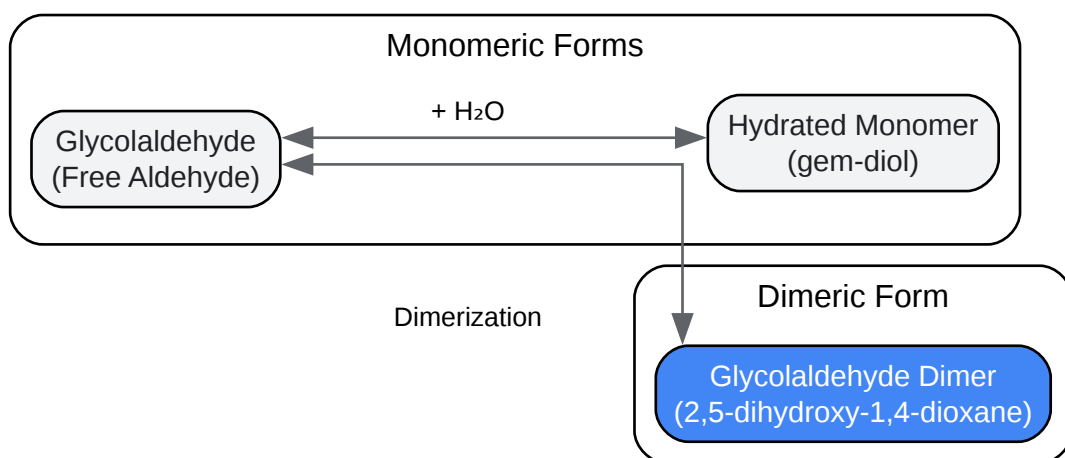 Monomeric Forms
+ H₂O
Glycolaldehyde
(Free Aldehyde)
Hydrated Monomer
(gem-diol)
Dimerization
Dimeric Form
Glycolaldehyde Dimer
(2,5-dihydroxy-1,4-dioxane)